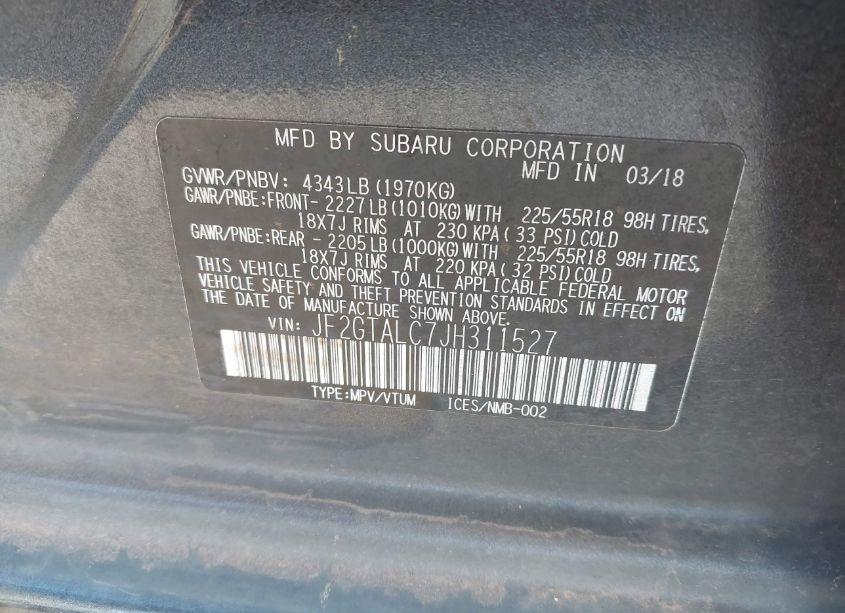 MFD BY SUBARU CORPORATION
MFD IN 03/18
GVWR/PNBV: 4343LB(1970KG)
GAWR/PNBE:FRONT- 2227LB(1010KG)WITH 225/55R18 98H TIRES,
18X7J RIMS AT 230 KPA( 33 PSI)COLD
GAWR/PNBE:REAR - 2205LB(1000KG)WITH 225/55R18 98H TIRES,
18X7J RIMS AT 220 KPA( 32 PSI)COLD
THIS VEHICLE CONFORMS TO ALL APPLICABLE FEDERAL MOTOR
VEHICLE SAFETY AND THEFT PREVENTION STANDARDS IN EFFECT ON
THE DATE OF MANUFACTURE SHOWN ABOVE.
VIN: JF2GTALC7JH311527
TYPE:MPV/VTUM ICES/NMB-002